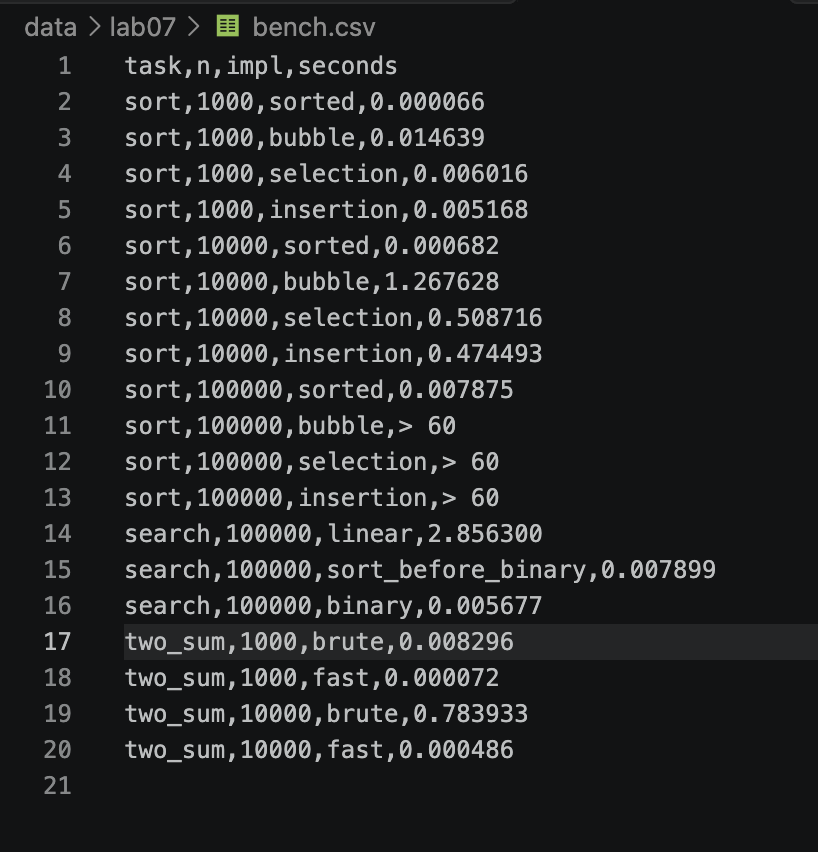 data > lab07 > bench.csv
1 task,n,impl,seconds
2 sort,1000,sorted,0.000066
3 sort,1000,bubble,0.014639
4 sort,1000,selection,0.006016
5 sort,1000,insertion,0.005168
6 sort,10000,sorted,0.000682
7 sort,10000,bubble,1.267628
8 sort,10000,selection,0.508716
9 sort,10000,insertion,0.474493
10 sort,100000,sorted,0.007875
11 sort,100000,bubble,> 60
12 sort,100000,selection,> 60
13 sort,100000,insertion,> 60
14 search,100000,linear,2.856300
15 search,100000,sort_before_binary,0.007899
16 search,100000,binary,0.005677
17 two_sum,1000,brute,0.008296
18 two_sum,1000,fast,0.000072
19 two_sum,10000,brute,0.783933
20 two_sum,10000,fast,0.000486
21